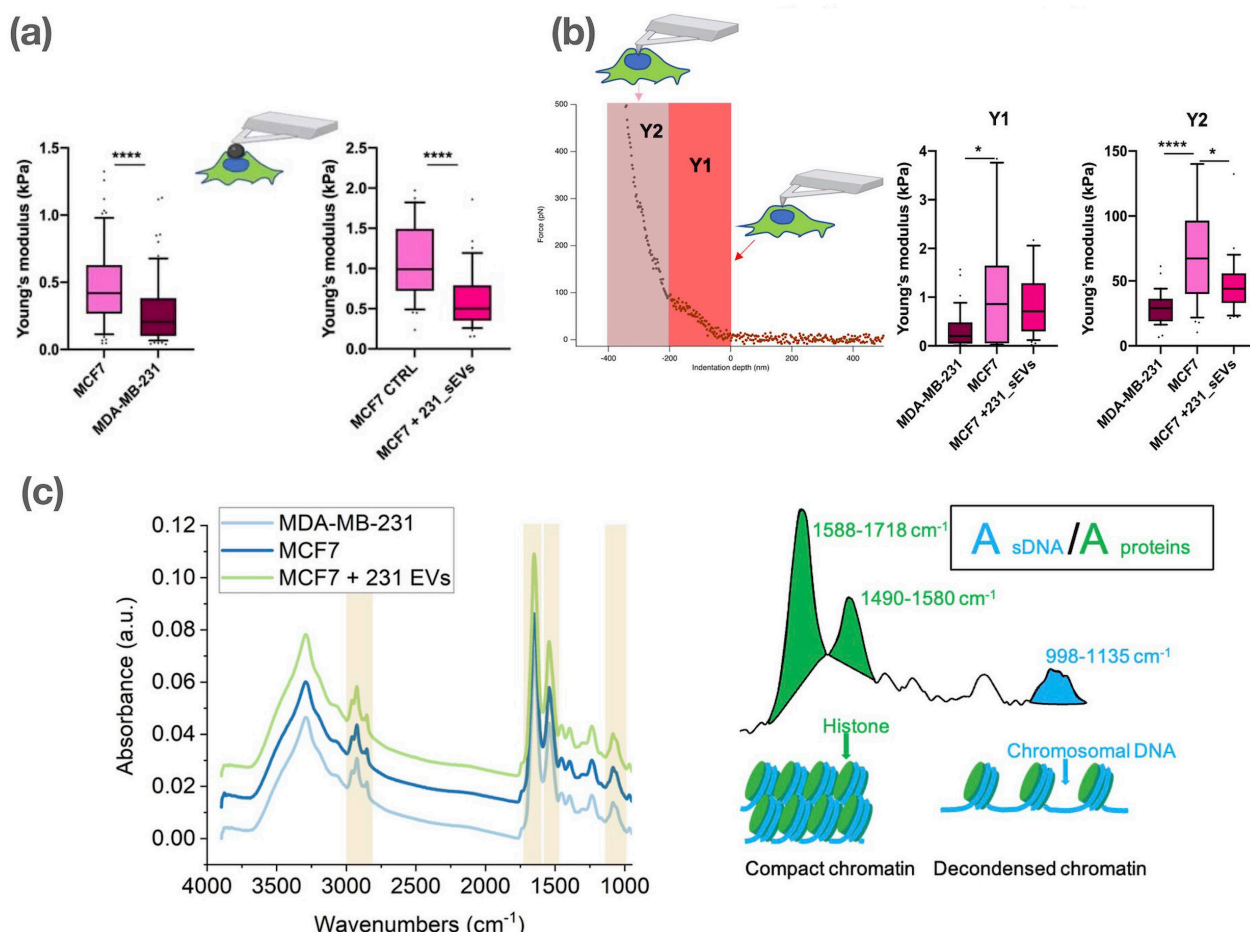 (a)
Young's modulus (kPa)
1.5
1.0
0.5
0.0
****
MCF7
MDA-MB-231
Young's modulus (kPa)
2.5
2.0
1.5
1.0
0.5
0.0
****
MCF7 CTRL
MCF7 + 231_sEVs
(b)
Force (pN)
500
400
300
200
100
0
Y2
Y1
-400
-200
0
200
400
Indentation depth (nm)
Y1
Young's modulus (kPa)
4
3
2
1
0
*
MDA-MB-231
MCF7
MCF7 +231_sEVs
Y2
Young's modulus (kPa)
150
100
50
0
****
*
MDA-MB-231
MCF7
MCF7 +231_sEVs
(c)
Absorbance (a.u.)
0.12
0.10
0.08
0.06
0.04
0.02
0.00
MDA-MB-231
MCF7
MCF7 + 231 EVs
4000 3500 3000 2500 2000 1500 1000
Wavenumbers (cm⁻¹)
1588-1718 cm⁻¹
1490-1580 cm⁻¹
998-1135 cm⁻¹
A sDNA /A proteins
Histone
Chromosomal DNA
Compact chromatin
Decondensed chromatin